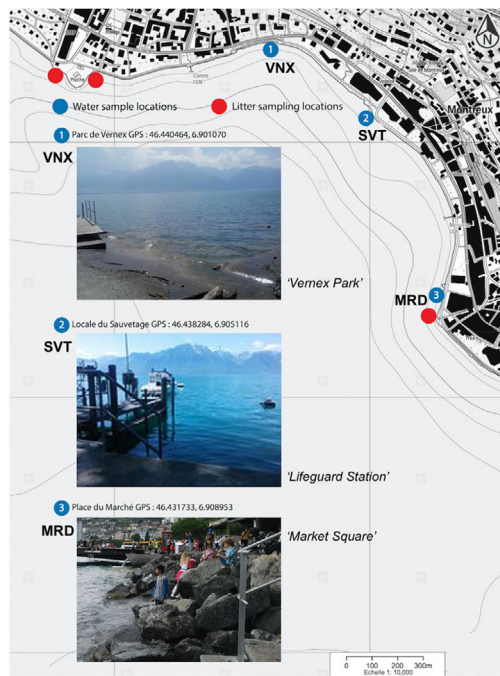 N
1
VNX
Clarens
CGN
Piscine
Water sample locations
Litter sampling locations
Montreux
2
SVT
1 Parc de Vernex GPS : 46.440464, 6.901070
VNX
'Vernex Park'
3
MRD
2 Locale du Sauvetage GPS : 46.438284, 6.905116
SVT
'Lifeguard Station'
3 Place du Marché GPS : 46.431733, 6.908953
MRD
'Market Square'
0 100 200 300m
Echelle 1: 10,000